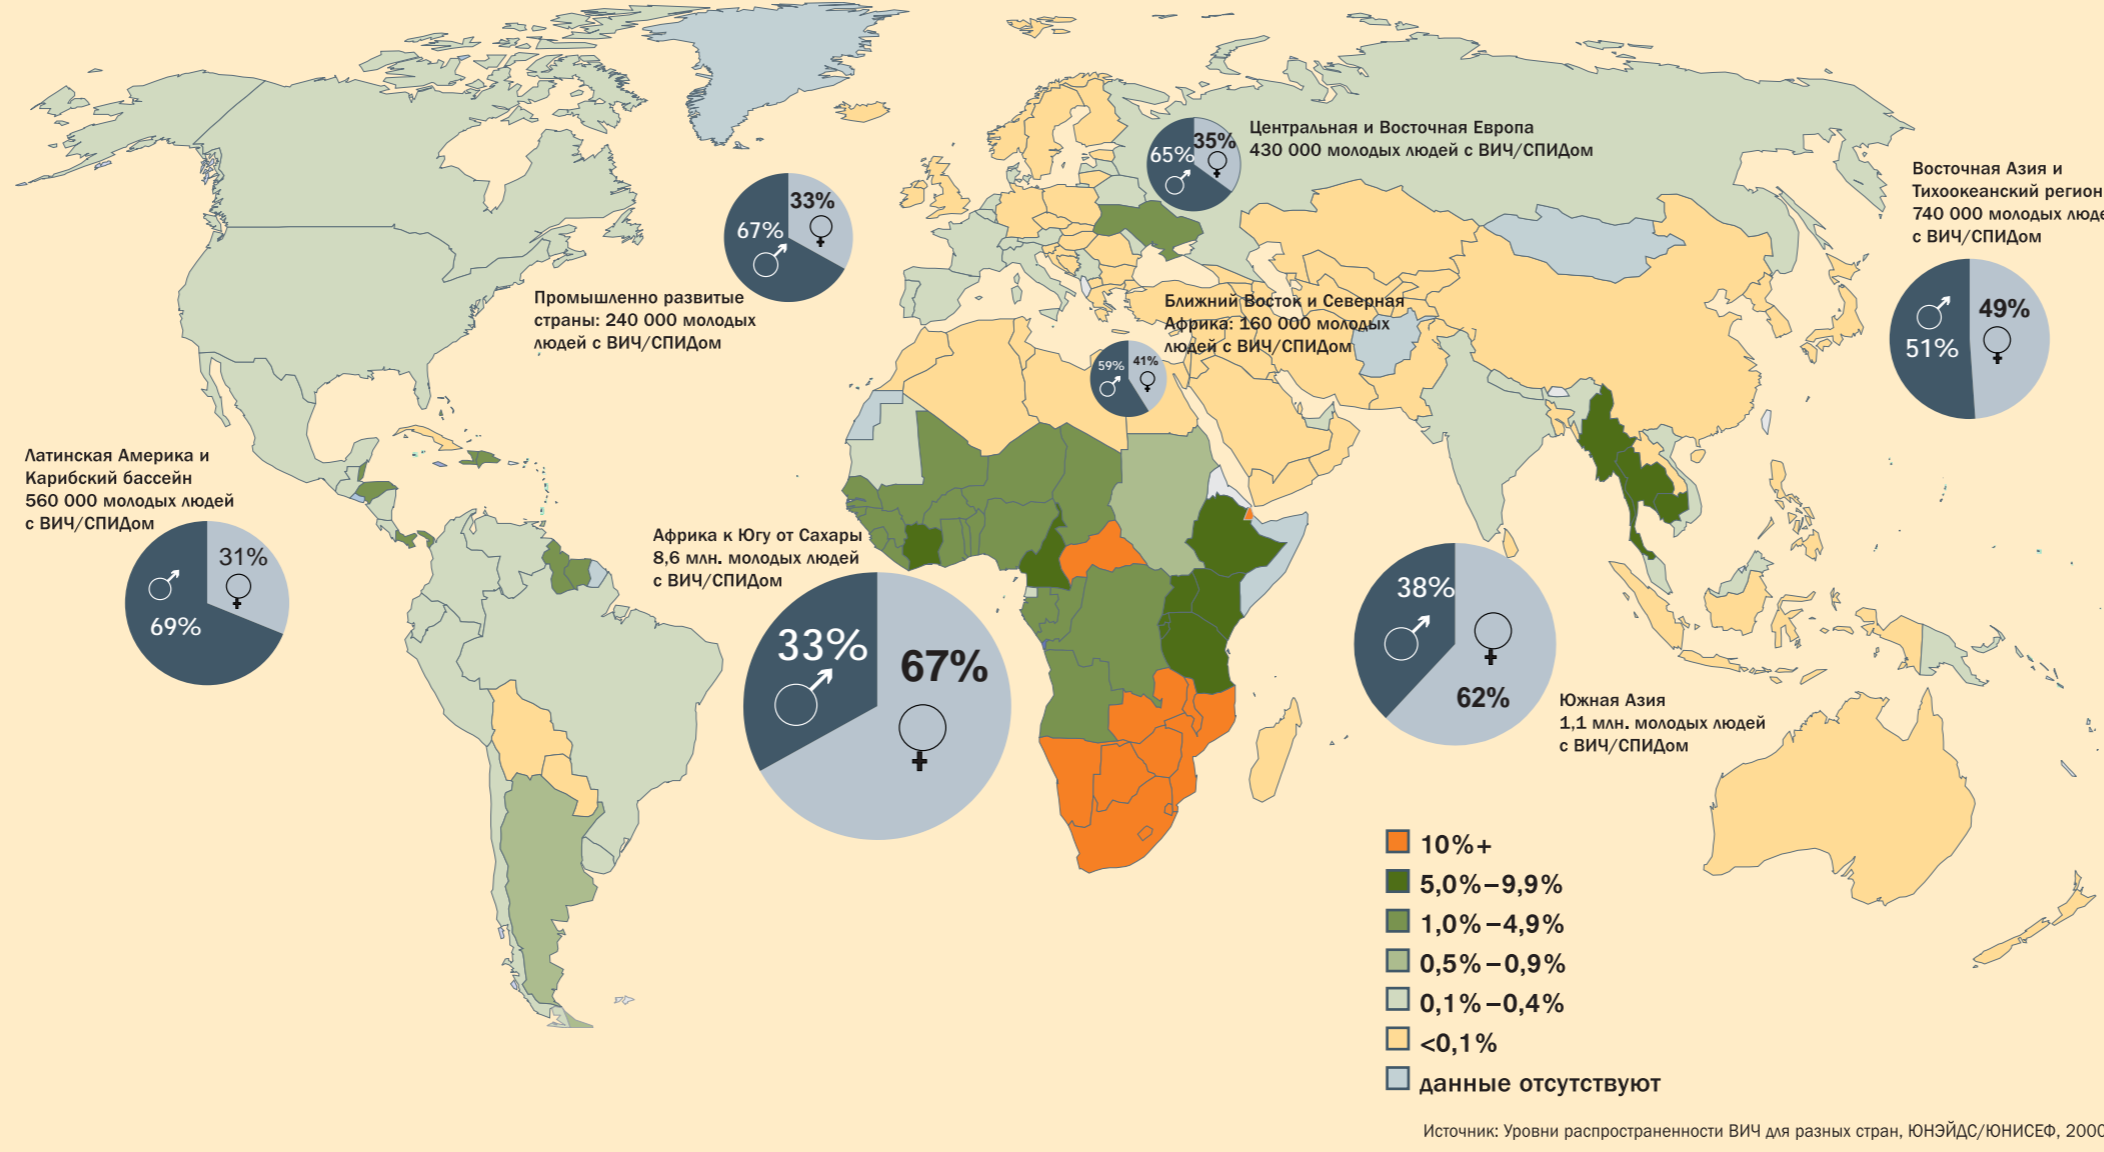 35%
65%
Центральная и Восточная Европа
430 000 молодых людей с ВИЧ/СПИДом
Восточная Азия и
Тихоокеанский регион
740 000 молодых люде
с ВИЧ/СПИДом
49%
51%
33%
67%
Промышленно развитые
страны: 240 000 молодых
людей с ВИЧ/СПИДом
Ближний Восток и Северная
Африка: 160 000 молодых
людей с ВИЧ/СПИДом
59%
41%
Латинская Америка и
Карибский бассейн
560 000 молодых людей
с ВИЧ/СПИДом
31%
69%
Африка к Югу от Сахары
8,6 млн. молодых людей
с ВИЧ/СПИДом
33%
67%
38%
62%
Южная Азия
1,1 млн. молодых людей
с ВИЧ/СПИДом
10%+
5,0%–9,9%
1,0%–4,9%
0,5%–0,9%
0,1%–0,4%
<0,1%
данные отсутствуют
Источник: Уровни распространенности ВИЧ для разных стран, ЮНЭЙДС/ЮНИСЕФ, 2000